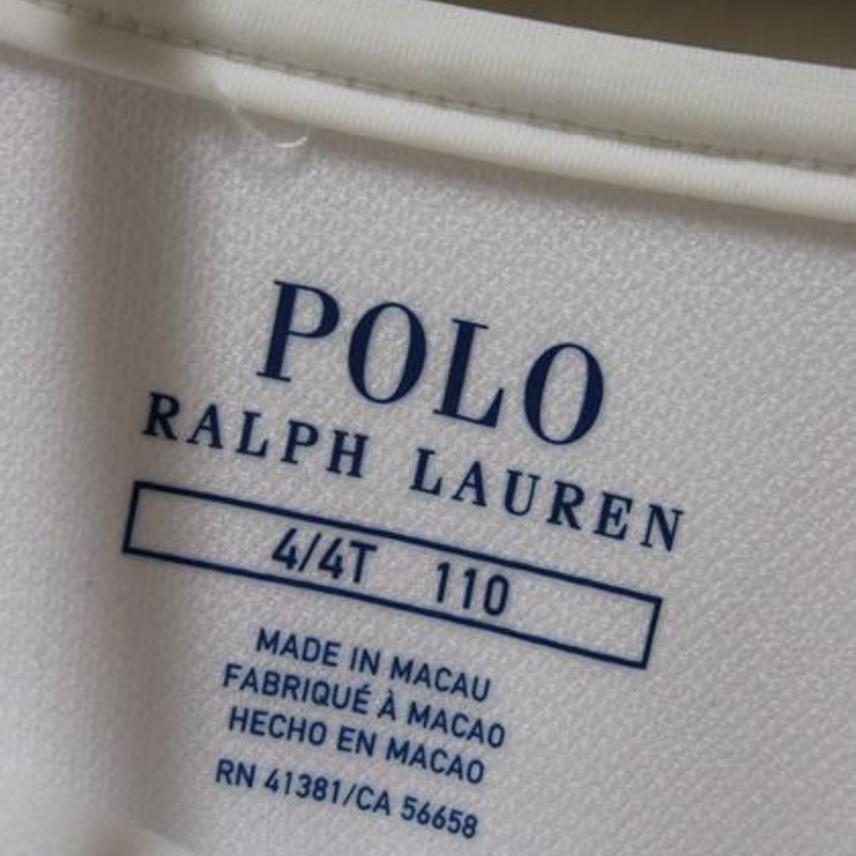 POLO
RALPH LAUREN
4/4T 110
MADE IN MACAU
FABRIQUÉ À MACAO
HECHO EN MACAO
RN 41381/CA 56658